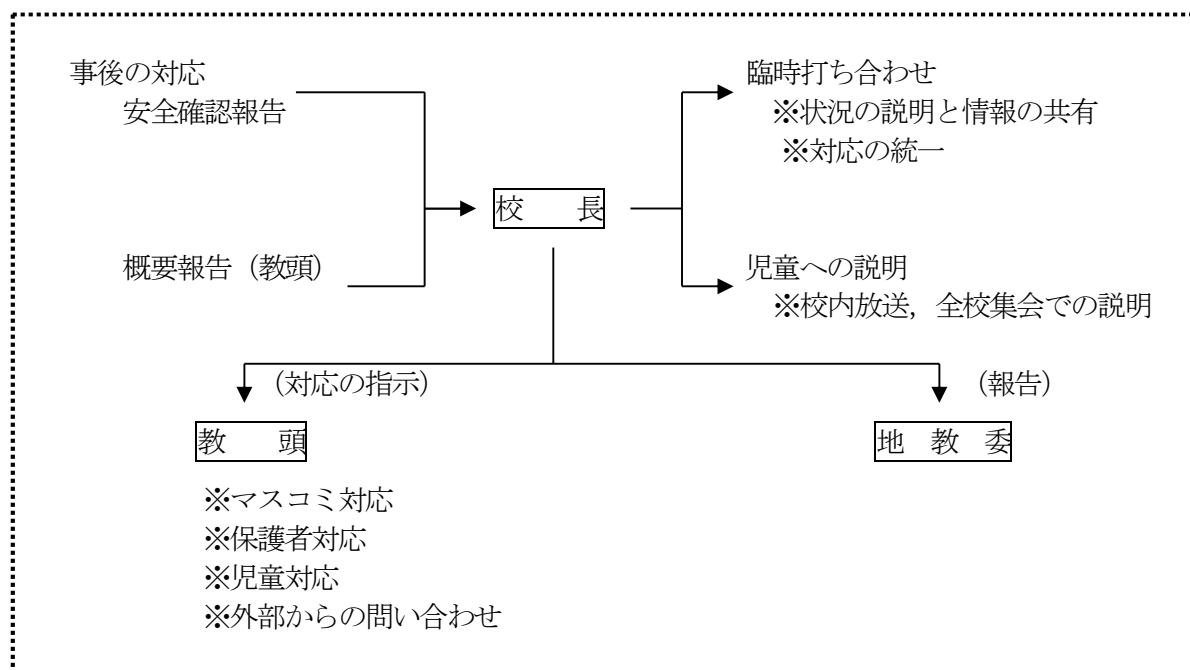 事後の対応
安全確認報告
臨時打ち合わせ
※状況の説明と情報の共有
※対応の統一
校　　長
概要報告（教頭）
児童への説明
※校内放送，全校集会での説明
（対応の指示）
（報告）
教　　頭
地　教　委
※マスコミ対応
※保護者対応
※児童対応
※外部からの問い合わせ